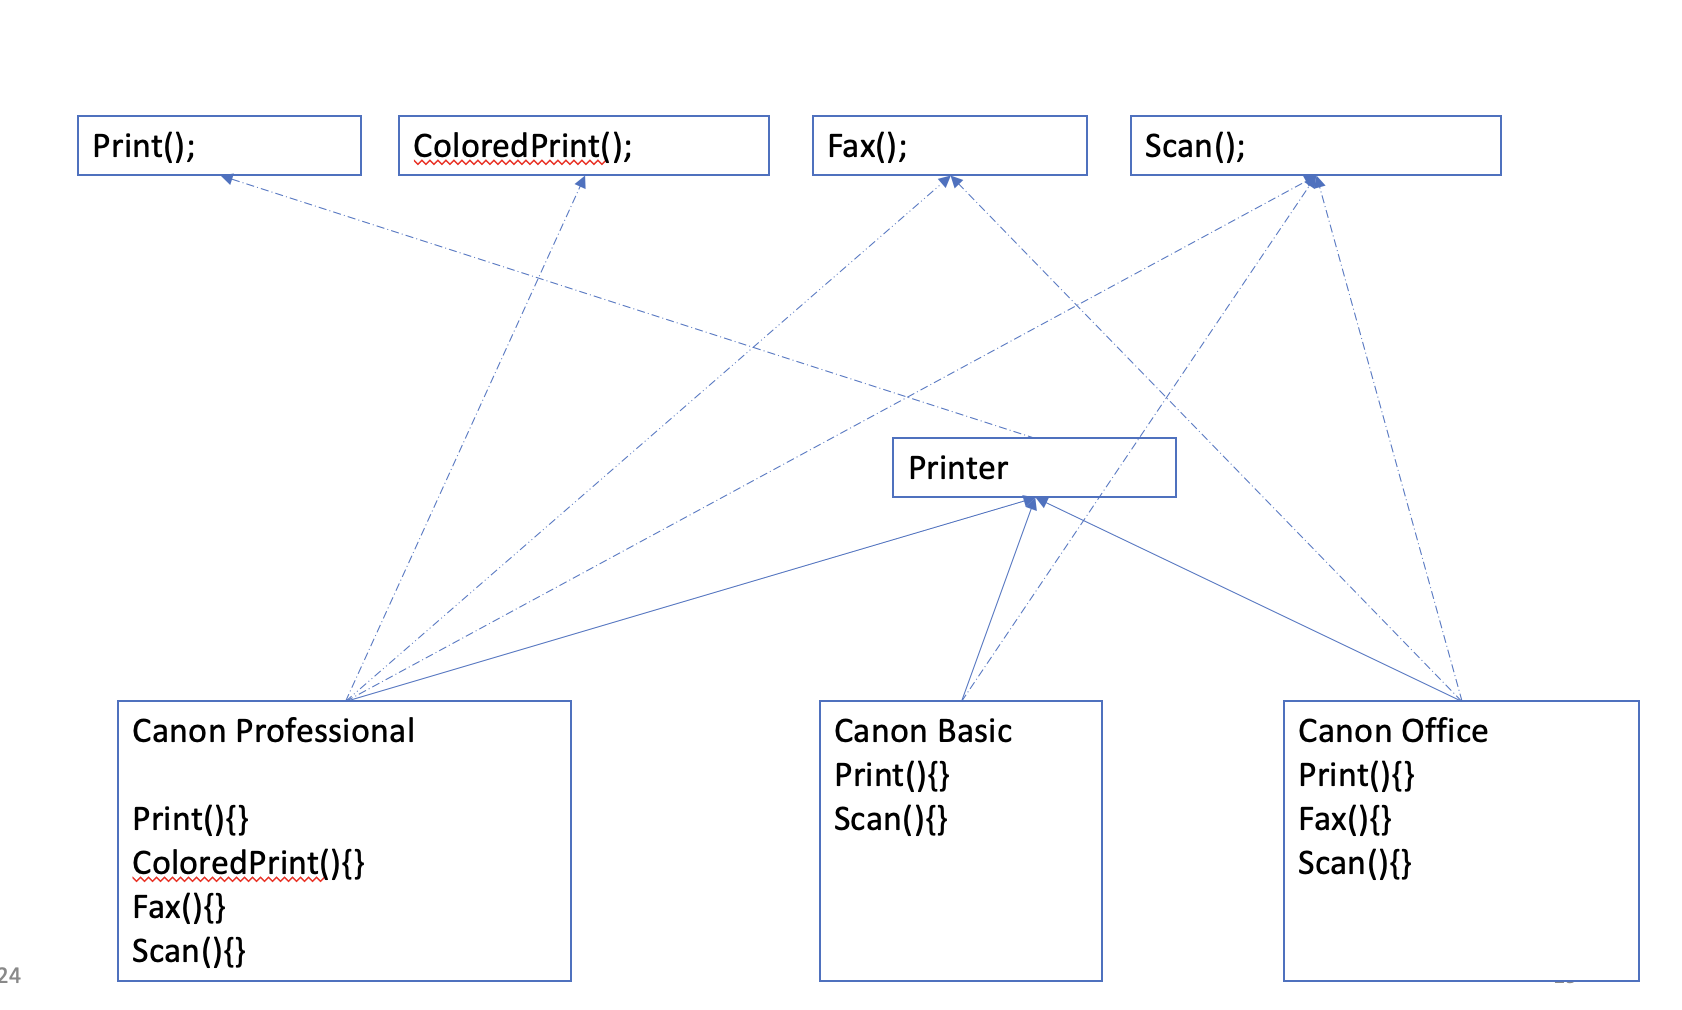 Print();
ColoredPrint();
Fax();
Scan();
Printer
Canon Professional
Print(){}
ColoredPrint(){}
Fax(){}
Scan(){}
Canon Basic
Print(){}
Scan(){}
Canon Office
Print(){}
Fax(){}
Scan(){}
24